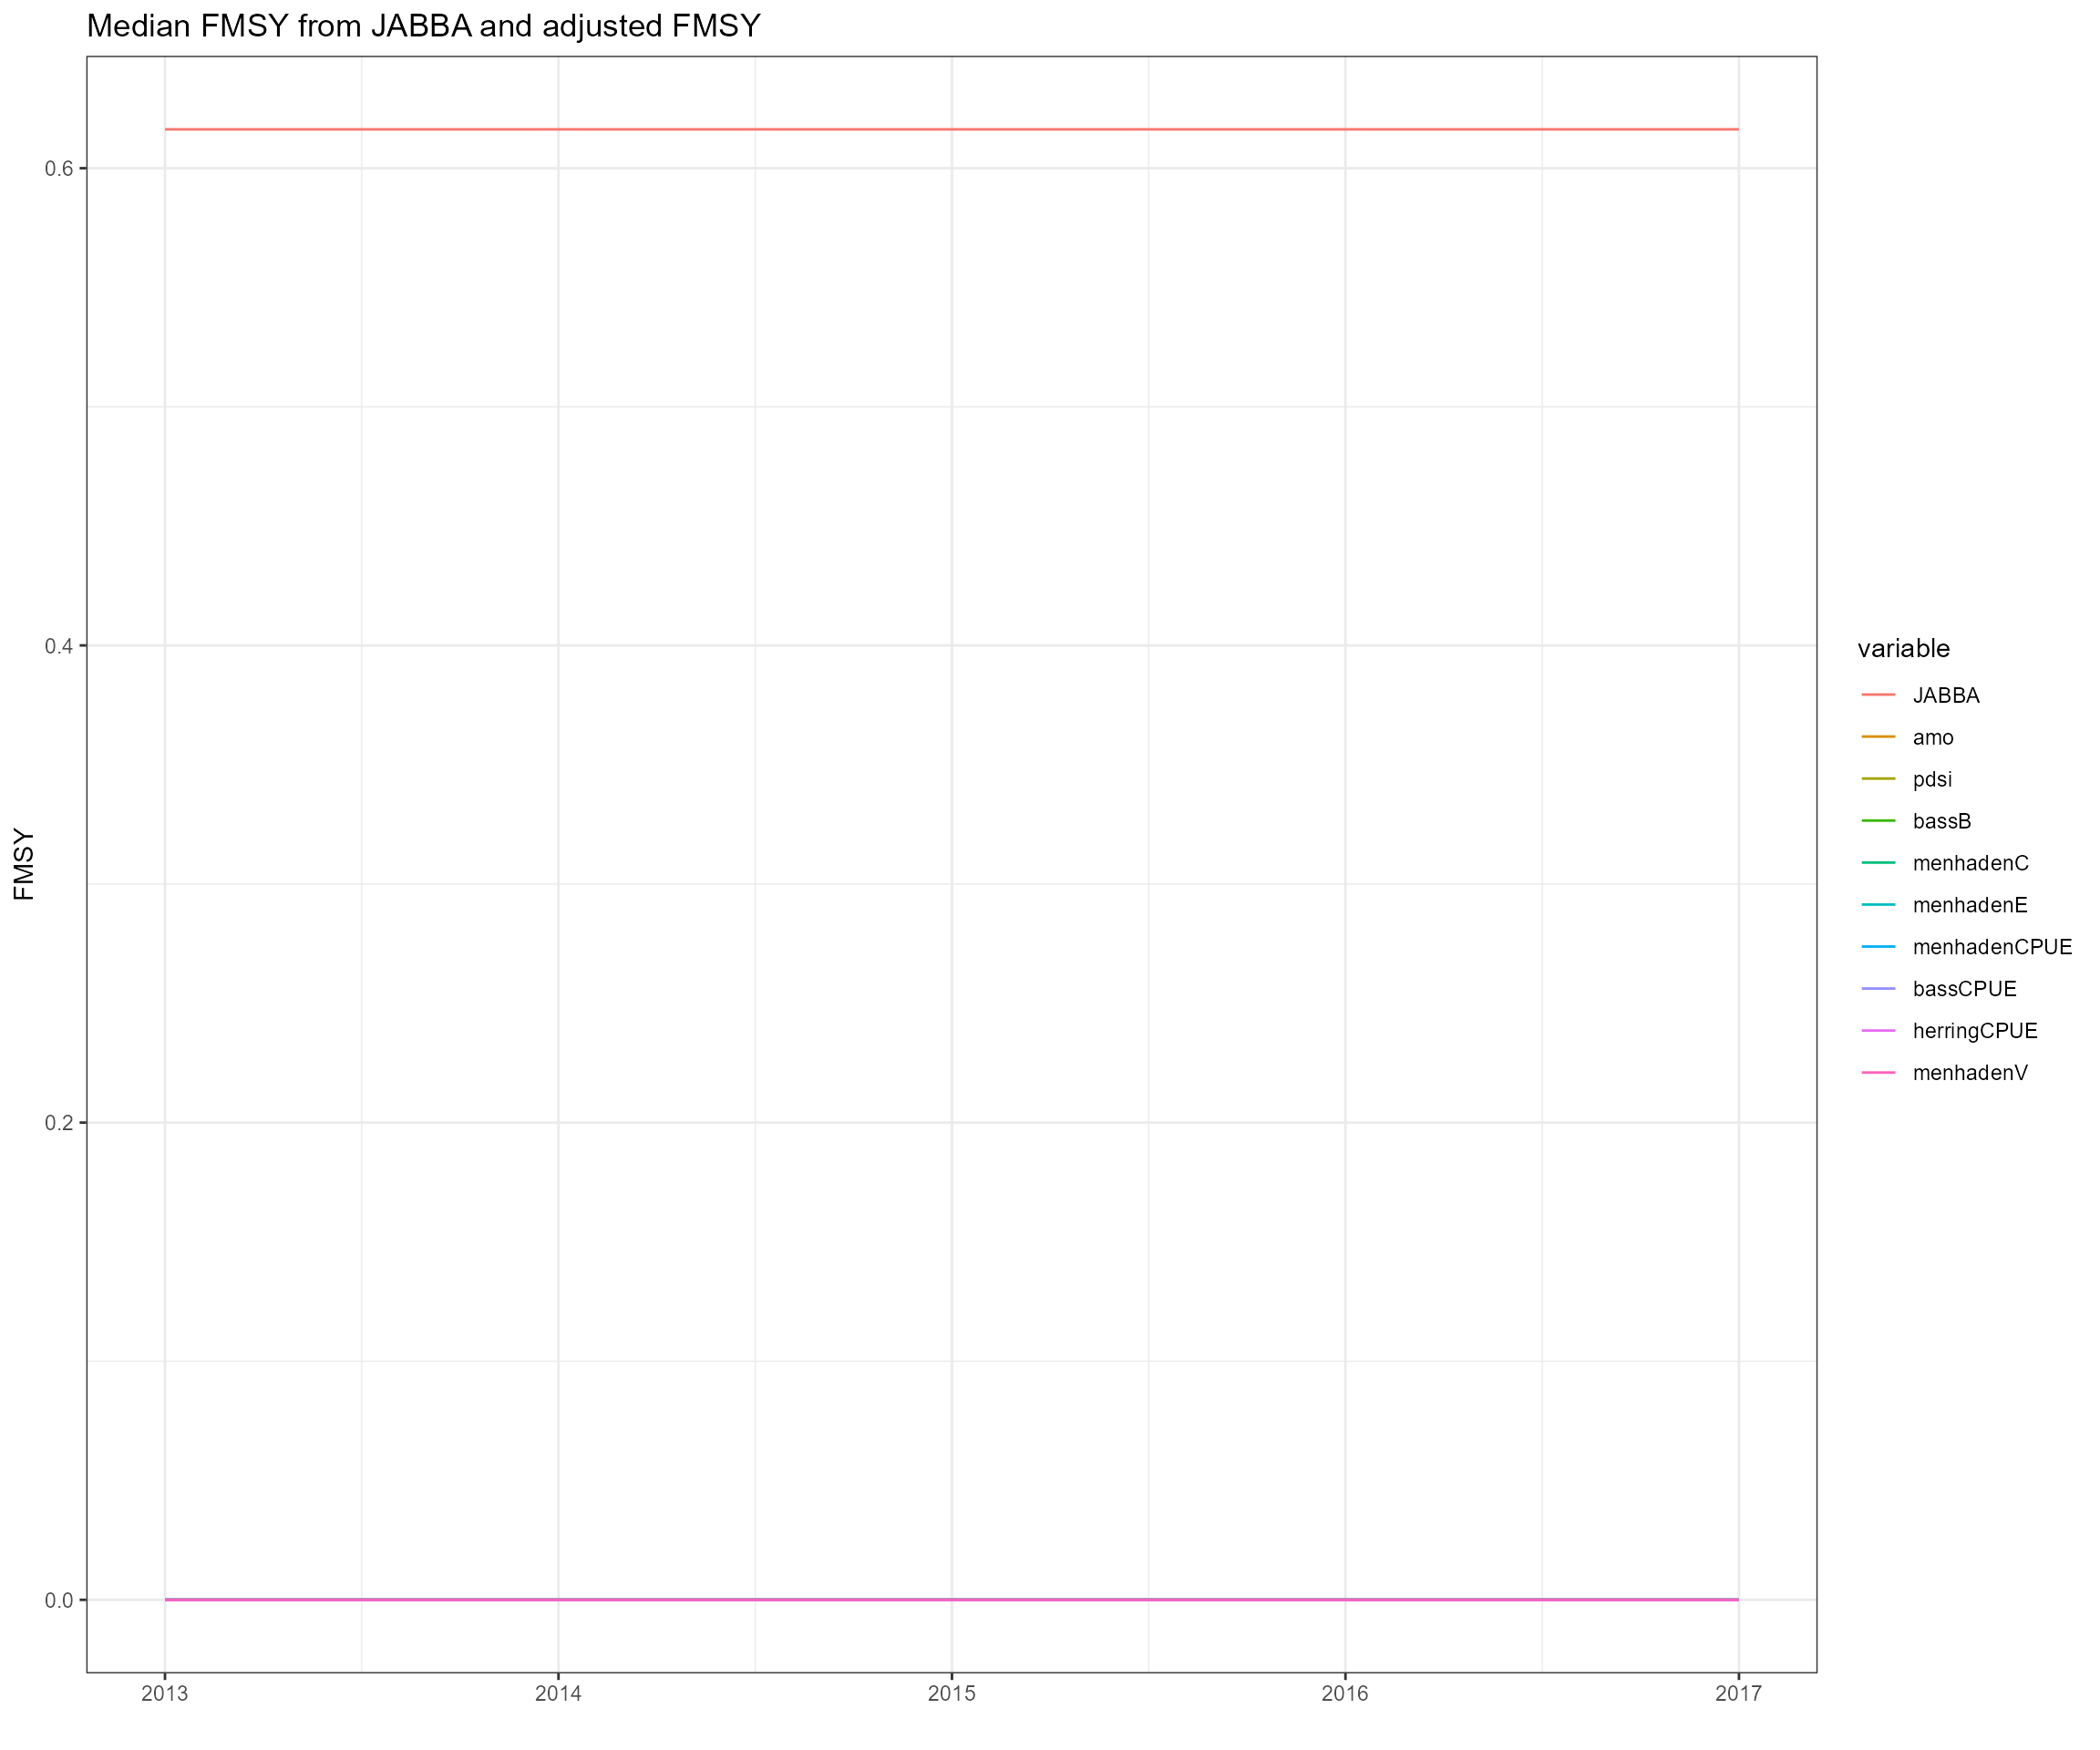 Median FMSY from JABBA and adjusted FMSY
0.6
0.4
0.2
0.0
FMSY
2013 2014 2015 2016 2017
variable
JABBA
amo
pdsi
bassB
menhadenC
menhadenE
menhadenCPUE
bassCPUE
herringCPUE
menhadenV